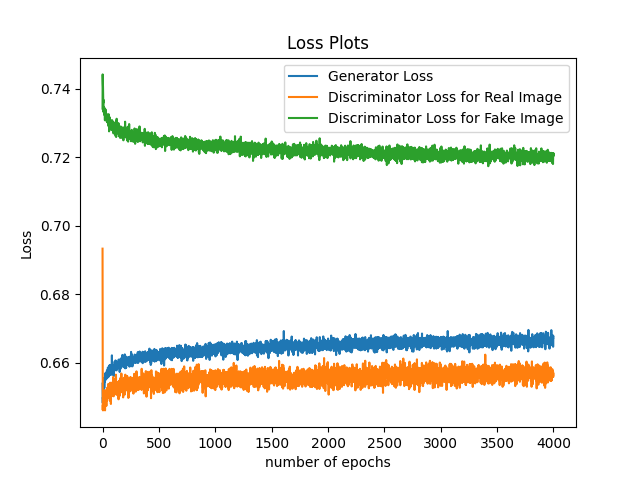 Loss Plots
Generator Loss
Discriminator Loss for Real Image
Discriminator Loss for Fake Image
Loss
0.74
0.72
0.70
0.68
0.66
0 500 1000 1500 2000 2500 3000 3500 4000
number of epochs